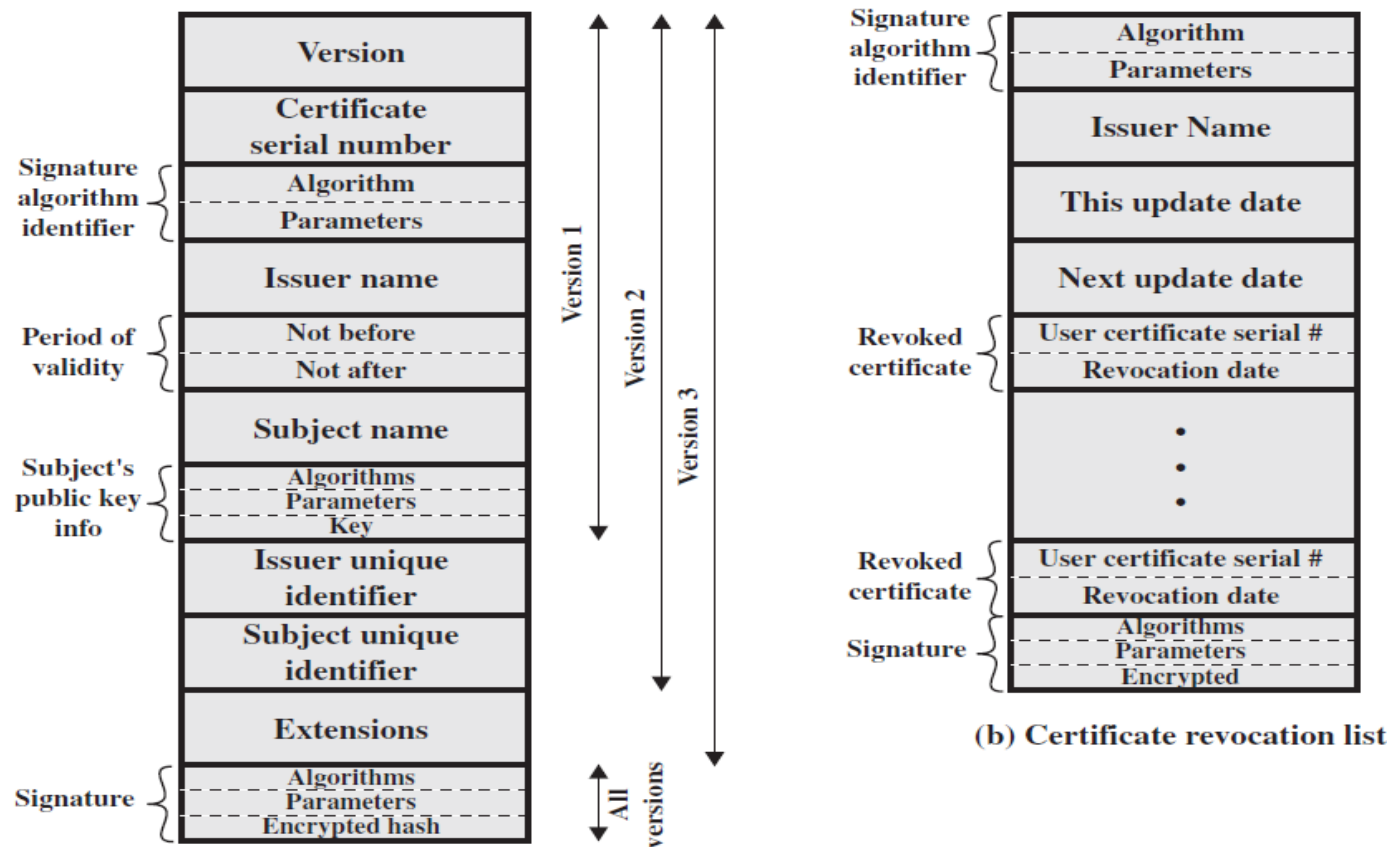 Version
Certificate
serial number
Signature
algorithm
identifier
Algorithm
Parameters
Issuer name
Period of
validity
Not before
Not after
Subject name
Subject's
public key
info
Algorithms
Parameters
Key
Issuer unique
identifier
Subject unique
identifier
Extensions
Signature
Algorithms
Parameters
Encrypted hash
Version 1
Version 2
Version 3
All
versions
Signature
algorithm
identifier
Algorithm
Parameters
Issuer Name
This update date
Next update date
Revoked
certificate
User certificate serial #
Revocation date
•
•
•
Revoked
certificate
User certificate serial #
Revocation date
Signature
Algorithms
Parameters
Encrypted
(b) Certificate revocation list